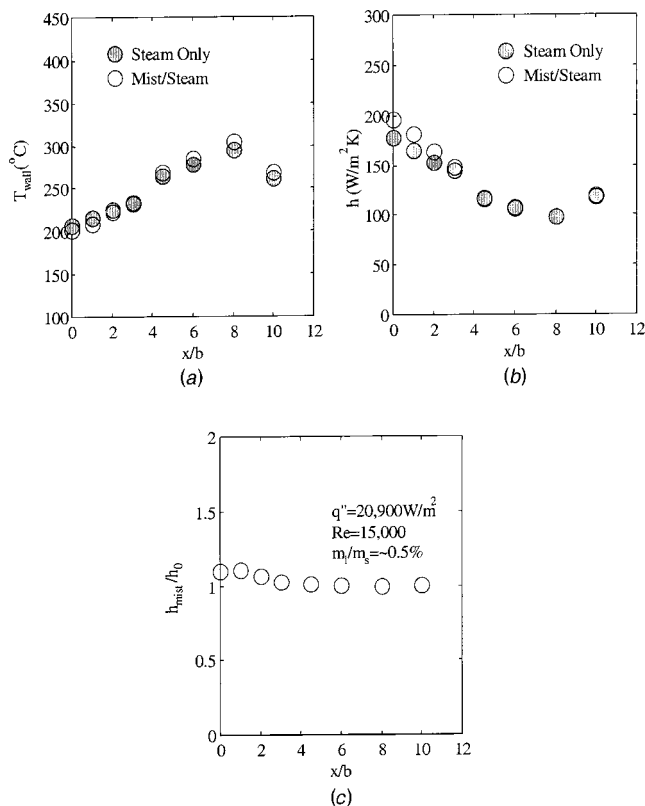 450
400
350
300
250
200
150
100
T_wall(°C)
Steam Only
Mist/Steam
0 2 4 6 8 10 12
x/b
(a)
300
250
200
150
100
50
0
h (W/m² K)
Steam Only
Mist/Steam
0 2 4 6 8 10 12
x/b
(b)
2
1.5
1
0.5
0
h_mist/h_0
q"=20,900W/m²
Re=15,000
m_l/m_s=~0.5%
0 2 4 6 8 10 12
x/b
(c)